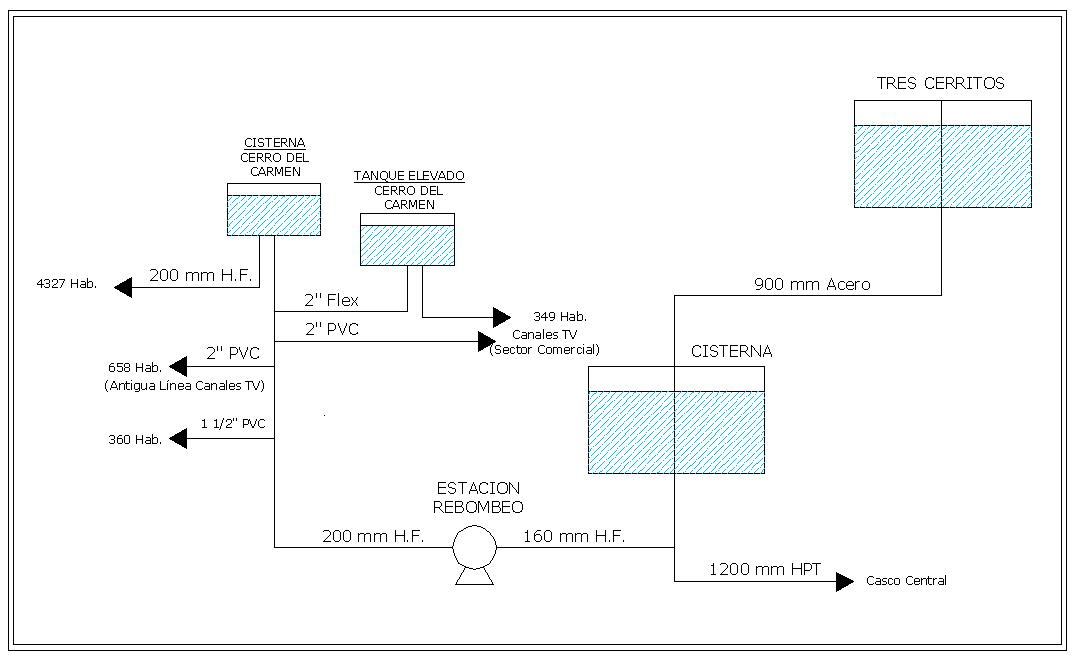 TRES CERRITOS
CISTERNA
CERRO DEL
CARMEN
TANQUE ELEVADO
CERRO DEL
CARMEN
200 mm H.F.
4327 Hab.
900 mm Acero
2" Flex
349 Hab.
2" PVC
Canales TV
(Sector Comercial)
CISTERNA
2" PVC
658 Hab.
(Antigua Línea Canales TV)
1 1/2" PVC
360 Hab.
ESTACION
REBOMBEO
200 mm H.F.
160 mm H.F.
1200 mm HPT
Casco Central